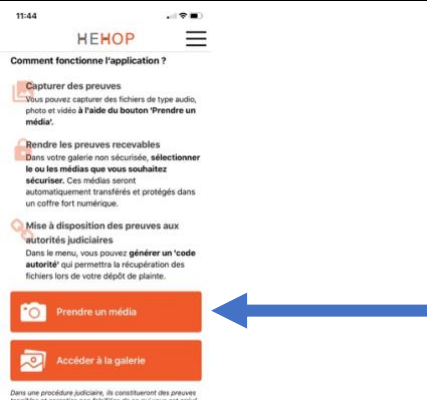 11:44
HEHOP
Comment fonctionne l'application ?
Capturer des preuves
Vous pouvez capturer des fichiers de type audio,
photo et vidéo à l'aide du bouton 'Prendre un
média'.
Rendre les preuves recevables
Dans votre galerie non sécurisée, sélectionner
le ou les médias que vous souhaitez
sécuriser. Ces médias seront
automatiquement transférés et protégés dans
un coffre fort numérique.
Mise à disposition des preuves aux
autorités judiciaires
Dans le menu, vous pouvez générer un 'code
autorité' qui permettra la récupération des
fichiers lors de votre dépôt de plainte.
Prendre un média
Accéder à la galerie
Dans une procédure judiciaire, ils constitueront des preuves